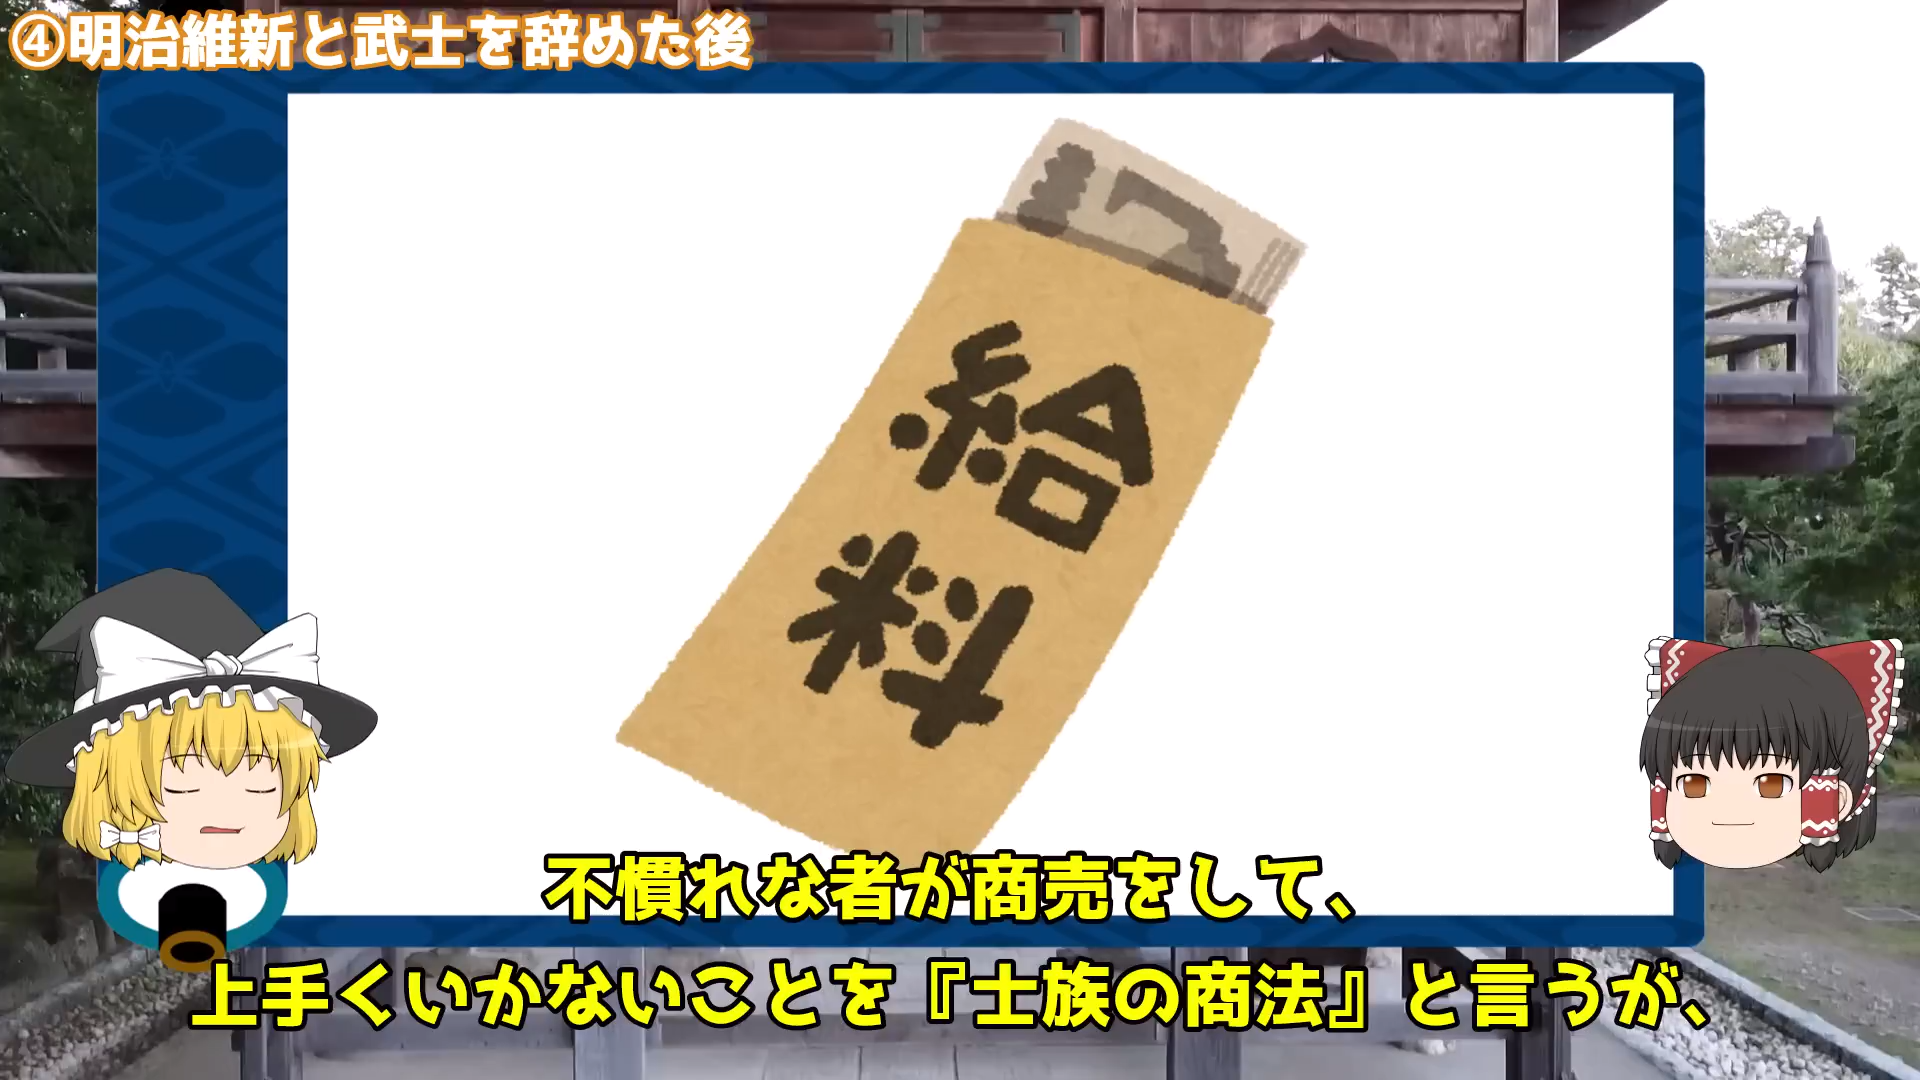 ④明治維新と武士を辞めた後
給料
不慣れな者が商売をして、
上手くいかないことを『士族の商法』と言うが、